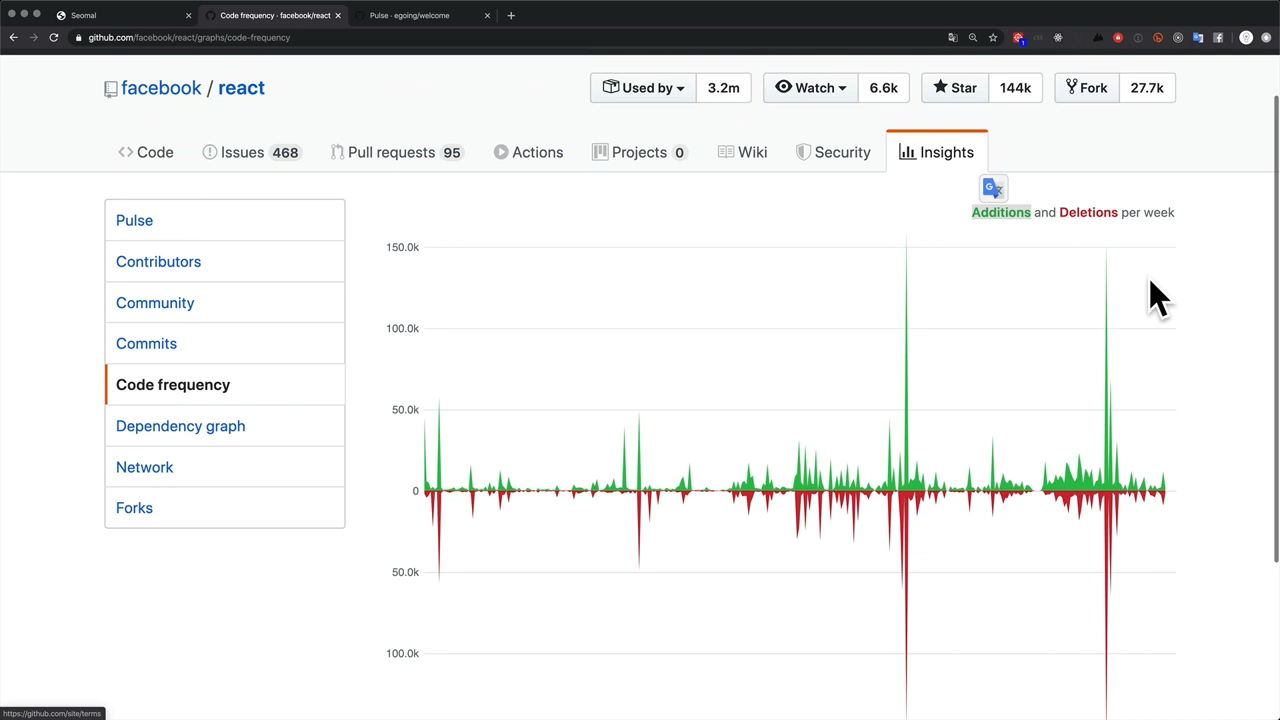 Seomal
Code frequency · facebook/react
Pulse · egoing/welcome
github.com/facebook/react/graphs/code-frequency
1
facebook / react
Used by 3.2m
Watch 6.6k
Star 144k
Fork 27.7k
Code
Issues 468
Pull requests 95
Actions
Projects 0
Wiki
Security
Insights
G
Additions and Deletions per week
Pulse
Contributors
Community
Commits
Code frequency
Dependency graph
Network
Forks
150.0k
100.0k
50.0k
0
50.0k
100.0k
https://github.com/site/terms